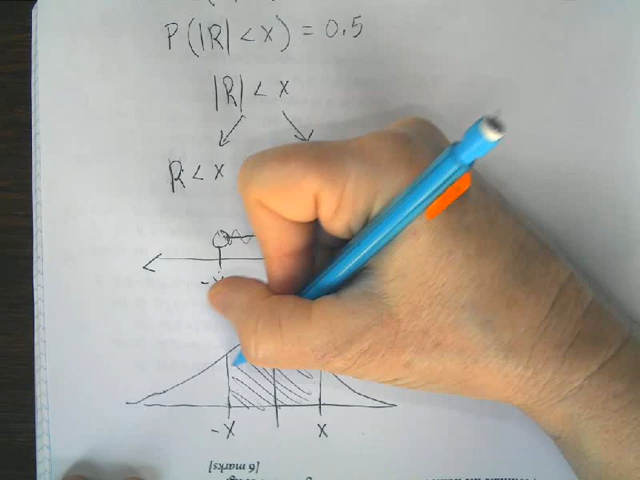 P(|R| < x) = 0.5
|R| < x
R < x
-x
-x x
[6 marks]